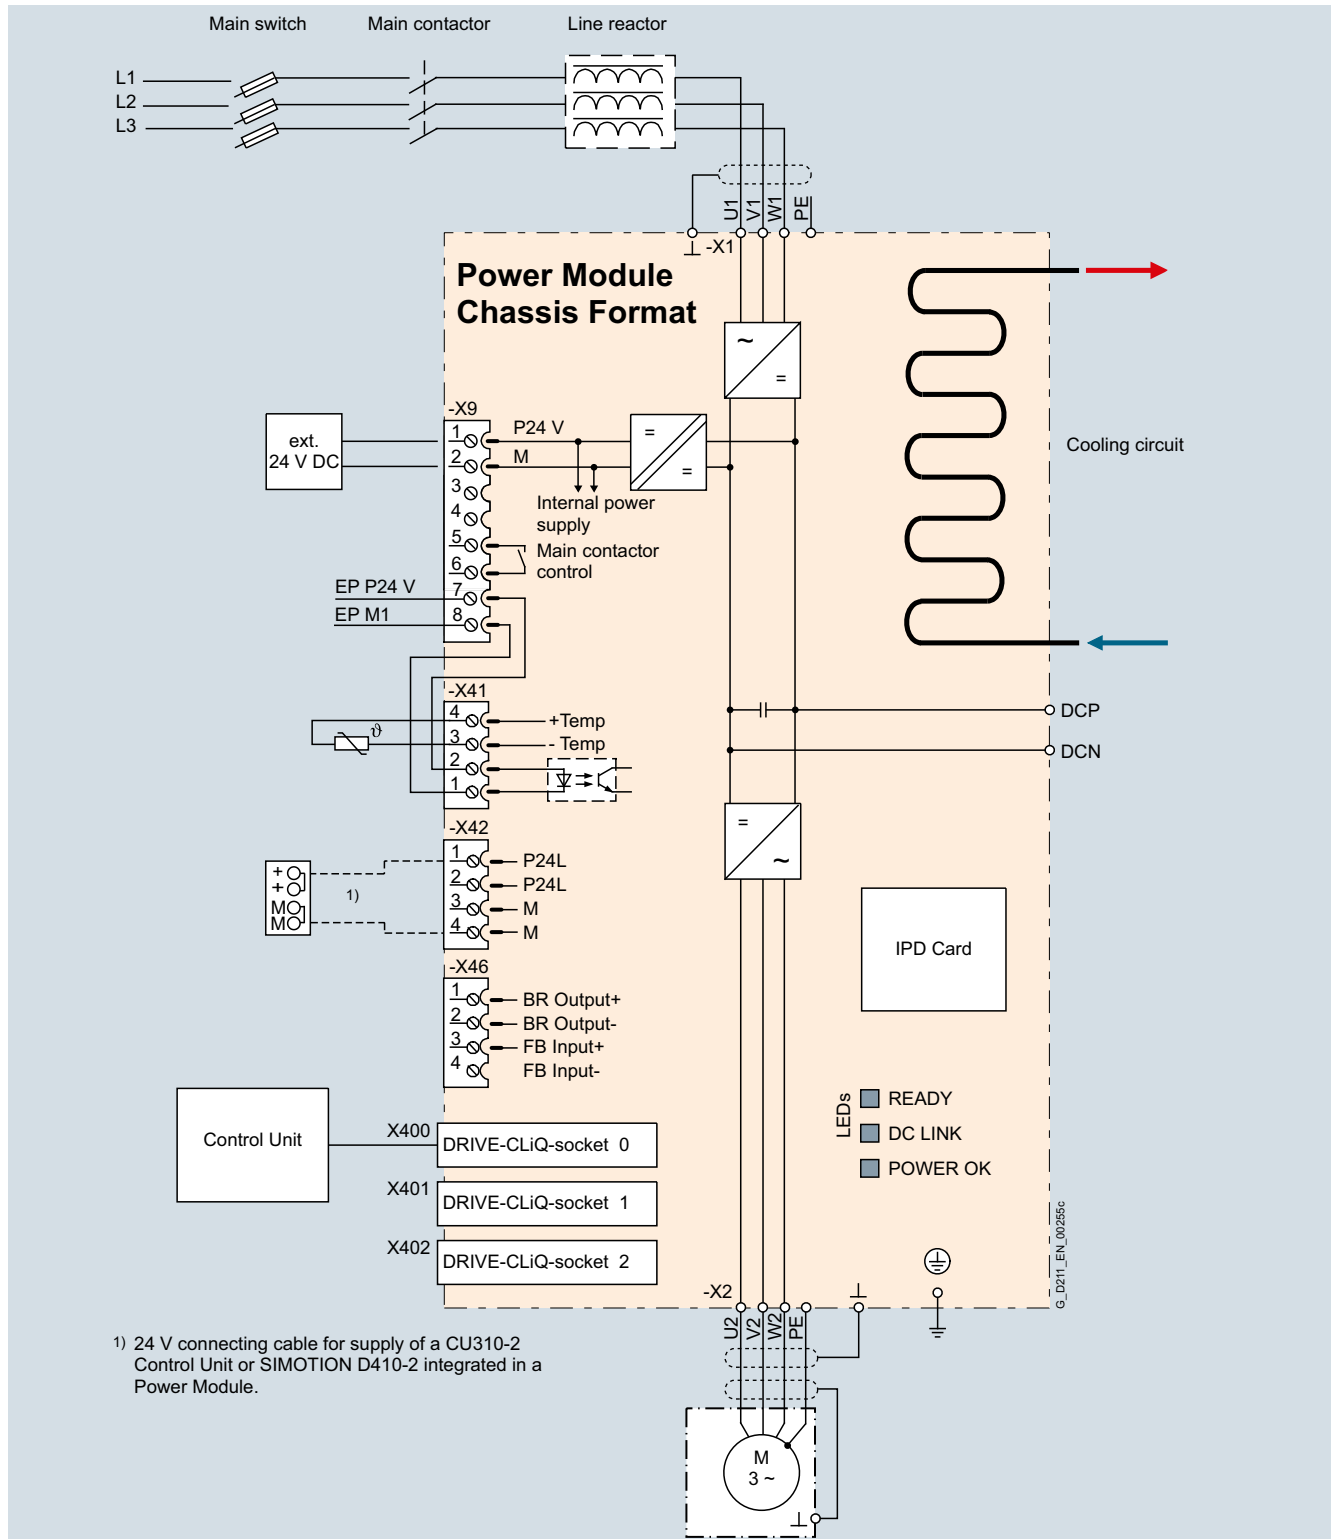 Main switch
Main contactor
Line reactor
L1
L2
L3
U1
V1
W1
PE
-X1
Power Module
Chassis Format
~
=
-X9
ext.
24 V DC
1
2
3
4
5
6
7
8
P24 V
M
=
=
Internal power
supply
Main contactor
control
EP P24 V
EP M1
Cooling circuit
-X41
4
3
2
1
+Temp
- Temp
ϑ
DCP
DCN
-X42
1
2
3
4
P24L
P24L
M
M
+
+
M
M
1)
=
~
IPD Card
-X46
1
2
3
4
BR Output+
BR Output-
FB Input+
FB Input-
Control Unit
X400
DRIVE-CLiQ-socket 0
X401
DRIVE-CLiQ-socket 1
X402
DRIVE-CLiQ-socket 2
LEDs
READY
DC LINK
POWER OK
G_D211_EN_00255c
-X2
U2
V2
W2
PE
1) 24 V connecting cable for supply of a CU310-2
Control Unit or SIMOTION D410-2 integrated in a
Power Module.
M
3 ~